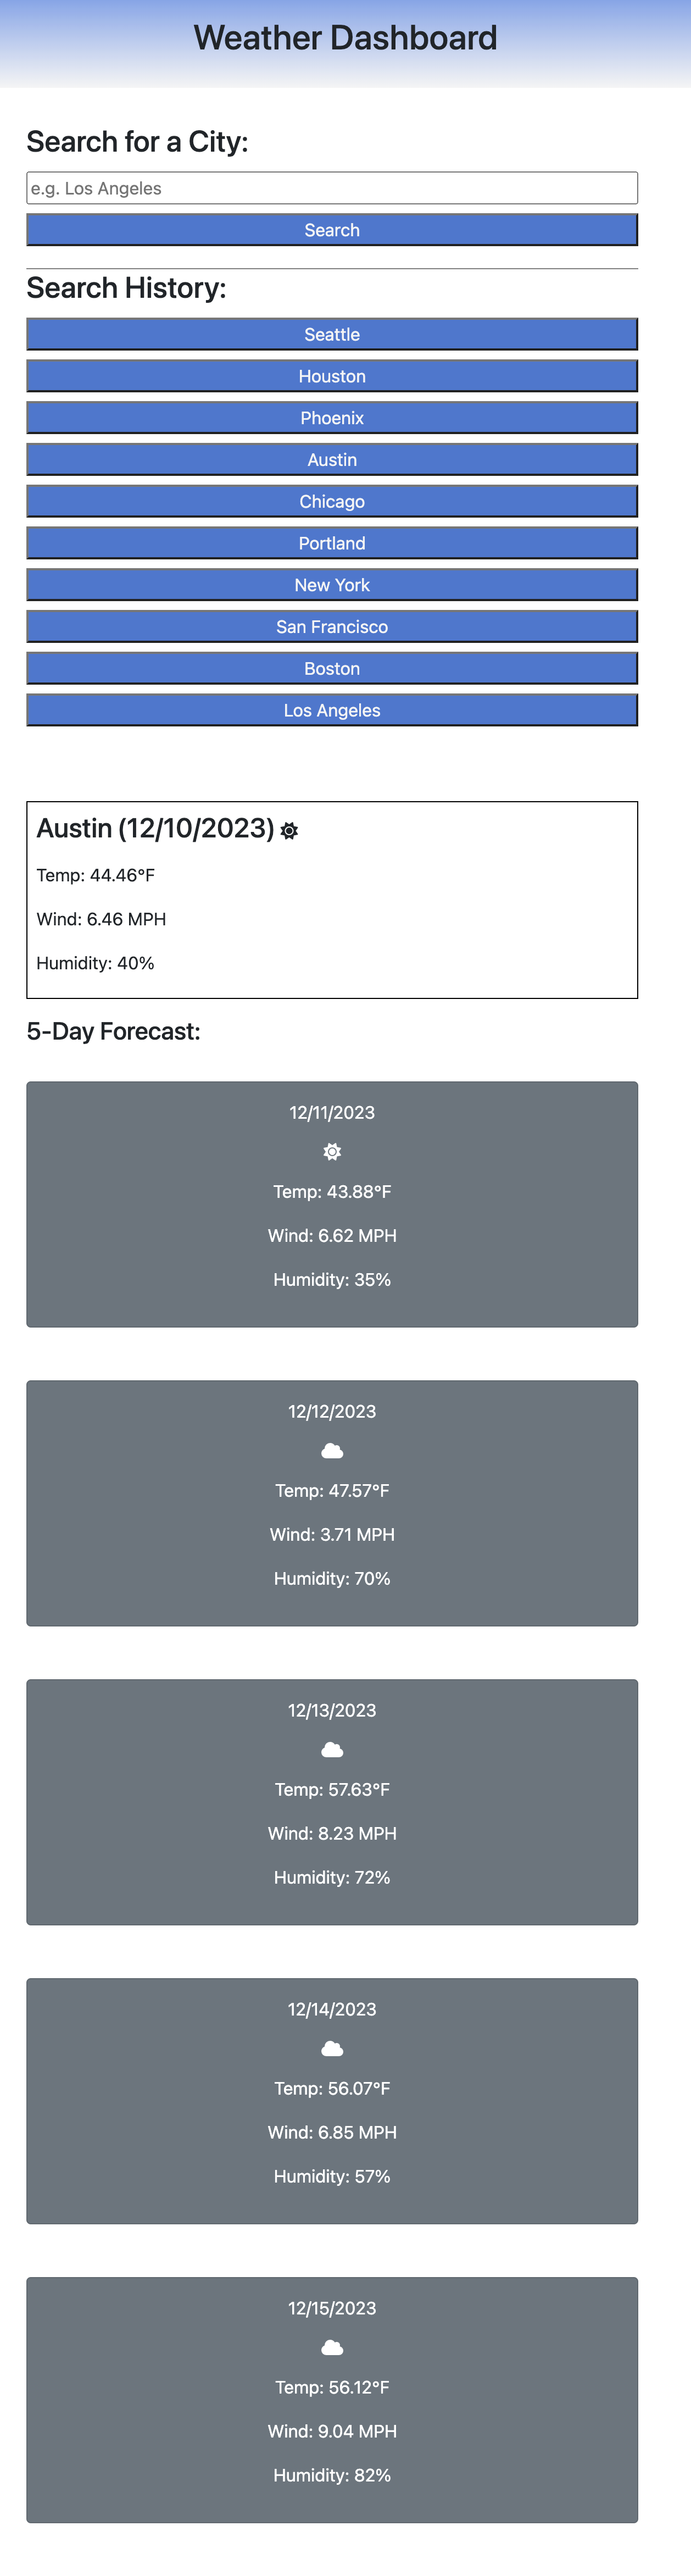 Weather Dashboard
Search for a City:
e.g. Los Angeles
Search
Search History:
Seattle
Houston
Phoenix
Austin
Chicago
Portland
New York
San Francisco
Boston
Los Angeles
Austin (12/10/2023)
Temp: 44.46°F
Wind: 6.46 MPH
Humidity: 40%
5-Day Forecast:
12/11/2023
Temp: 43.88°F
Wind: 6.62 MPH
Humidity: 35%
12/12/2023
Temp: 47.57°F
Wind: 3.71 MPH
Humidity: 70%
12/13/2023
Temp: 57.63°F
Wind: 8.23 MPH
Humidity: 72%
12/14/2023
Temp: 56.07°F
Wind: 6.85 MPH
Humidity: 57%
12/15/2023
Temp: 56.12°F
Wind: 9.04 MPH
Humidity: 82%